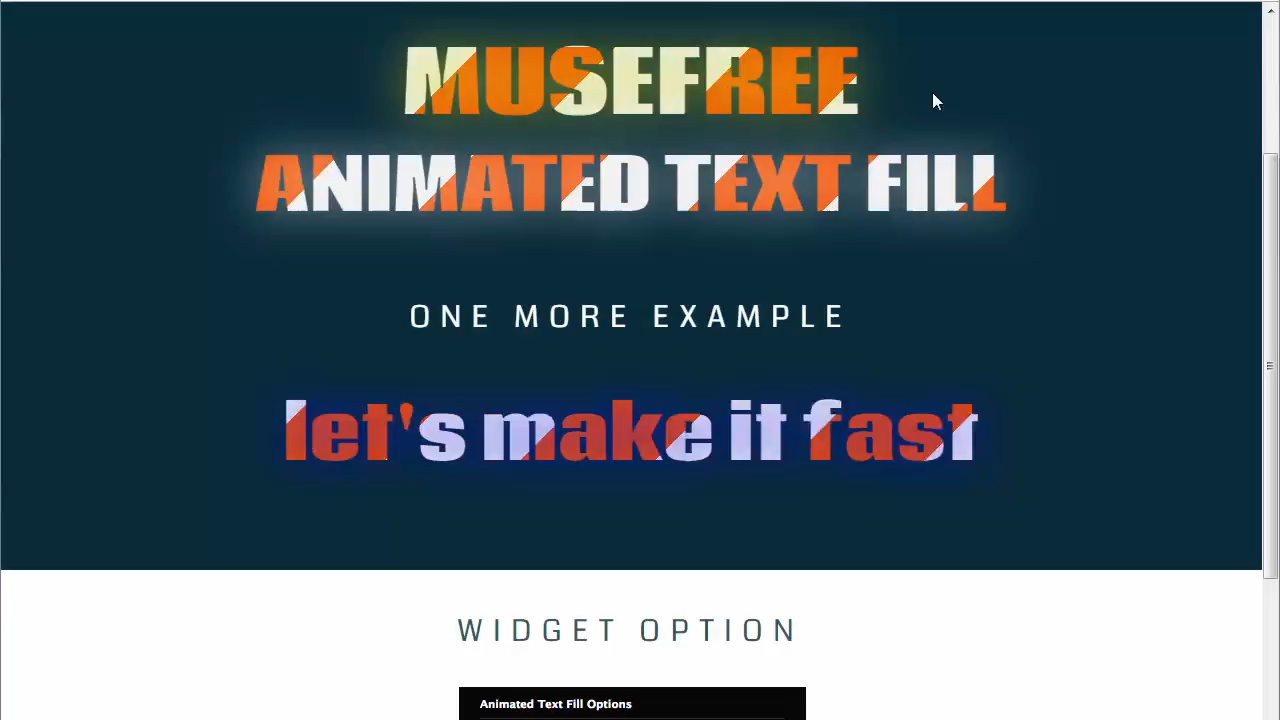 MUSEFREE
ANIMATED TEXT FILL
ONE MORE EXAMPLE
let's make it fast
WIDGET OPTION
Animated Text Fill Options